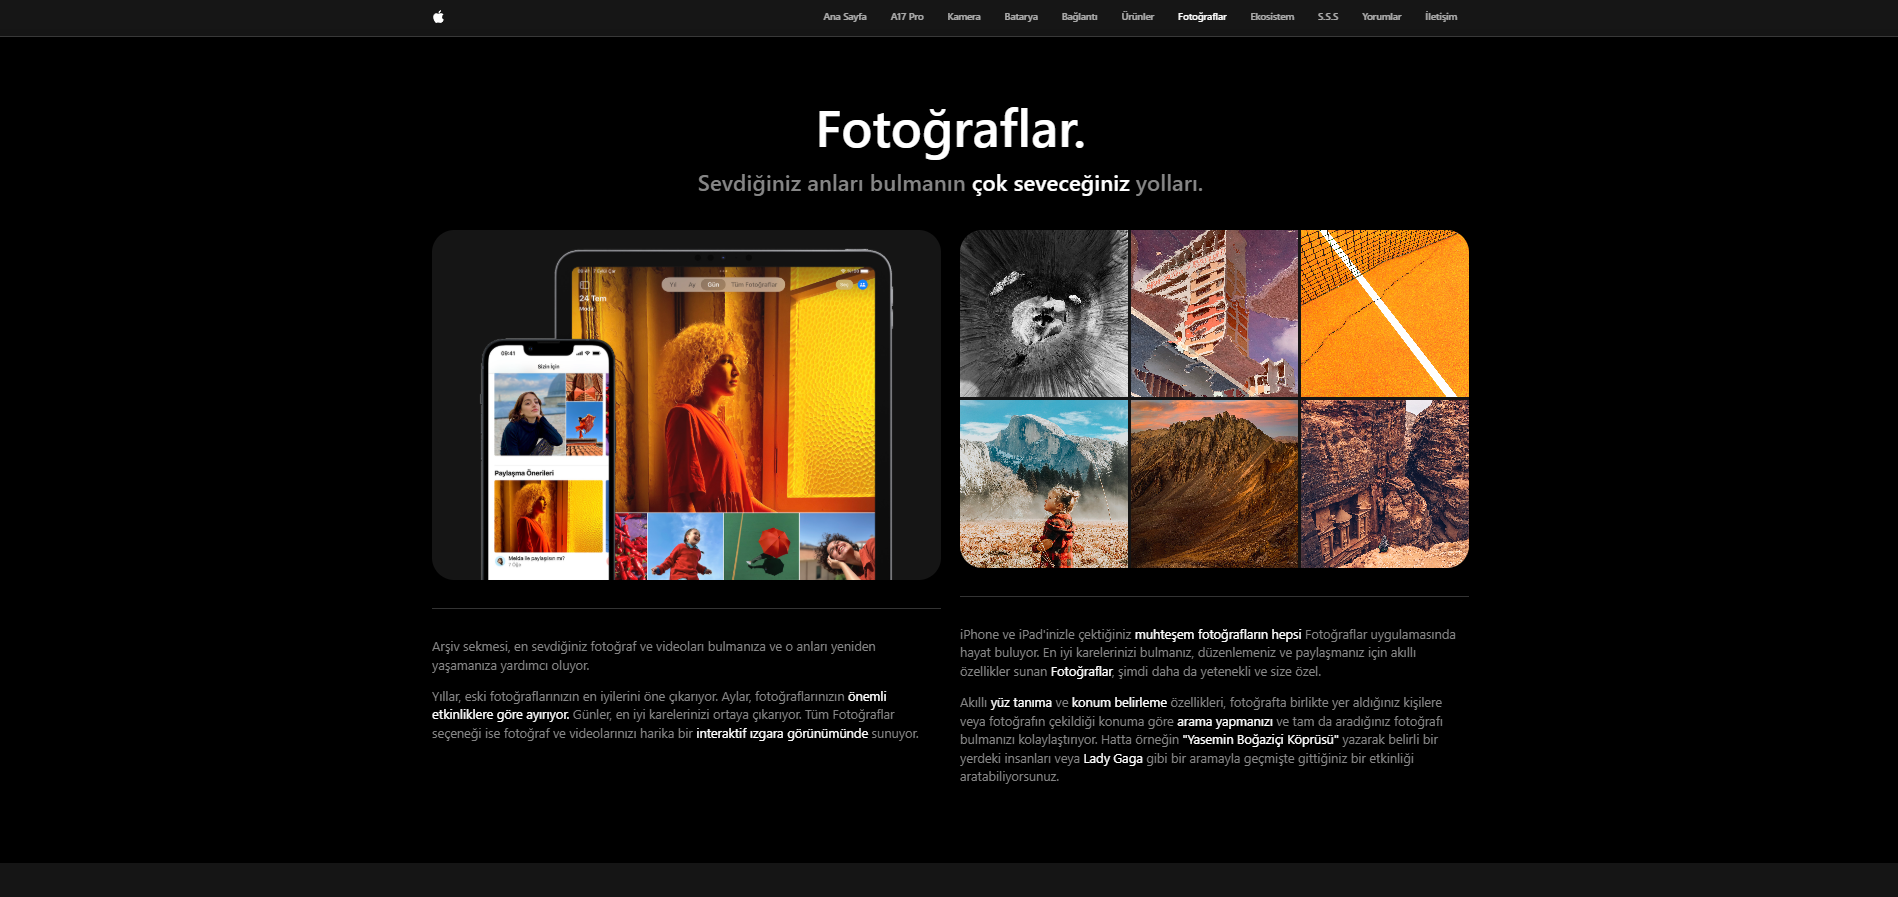 Ana Sayfa A17 Pro Kamera Batarya Bağlantı Ürünler Fotoğraflar Ekosistem S.S.S Yorumlar İletişim
Fotoğraflar.
Sevdiğiniz anları bulmanın çok seveceğiniz yolları.
Yıl Ay Gün Tüm Fotoğraflar
24 Tem
09:41
Sizin İçin
Paylaşma Önerileri
Melda ile paylaşılsın mı?
Arşiv sekmesi, en sevdiğiniz fotoğraf ve videoları bulmanıza ve o anları yeniden
yaşamanıza yardımcı oluyor.
Yıllar, eski fotoğraflarınızın en iyilerini öne çıkarıyor. Aylar, fotoğraflarınızın önemli
etkinliklere göre ayırıyor. Günler, en iyi karelerinizi ortaya çıkarıyor. Tüm Fotoğraflar
seçeneği ise fotoğraf ve videolarınızı harika bir interaktif ızgara görünümünde sunuyor.
iPhone ve iPad'inizle çektiğiniz muhteşem fotoğrafların hepsi Fotoğraflar uygulamasında
hayat buluyor. En iyi karelerinizi bulmanız, düzenlemeniz ve paylaşmanız için akıllı
özellikler sunan Fotoğraflar, şimdi daha da yetenekli ve size özel.
Akıllı yüz tanıma ve konum belirleme özellikleri, fotoğrafta birlikte yer aldığınız kişilere
veya fotoğrafın çekildiği konuma göre arama yapmanızı ve tam da aradığınız fotoğrafı
bulmanızı kolaylaştırıyor. Hatta örneğin "Yasemin Boğaziçi Köprüsü" yazarak belirli bir
yerdeki insanları veya Lady Gaga gibi bir aramayla geçmişte gittiğiniz bir etkinliği
aratabiliyorsunuz.